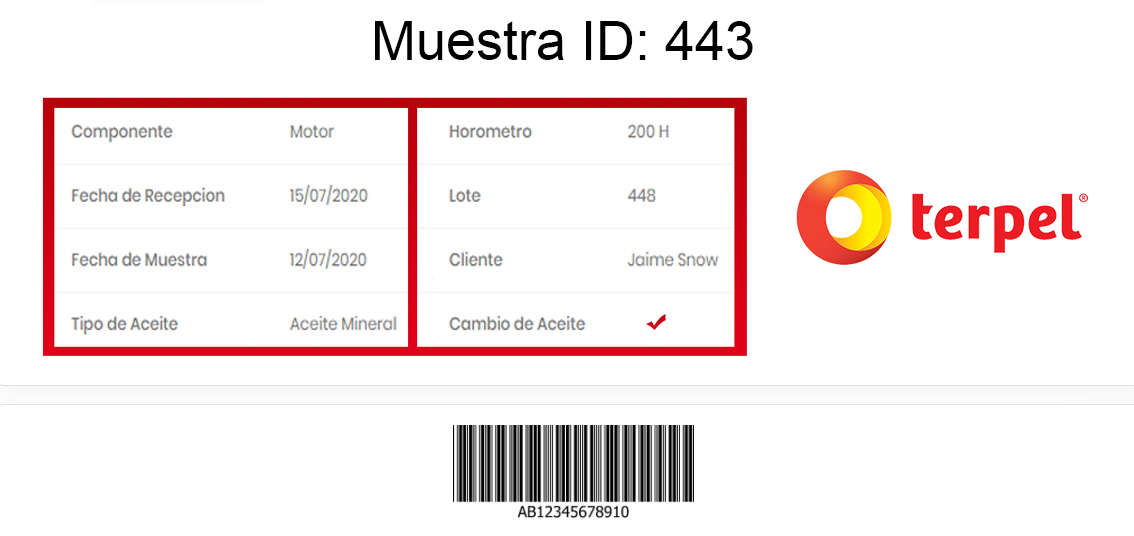 Muestra ID: 443
Componente Motor
Fecha de Recepcion 15/07/2020
Fecha de Muestra 12/07/2020
Tipo de Aceite Aceite Mineral
Horometro 200 H
Lote 448
Cliente Jaime Snow
Cambio de Aceite
terpel®
AB12345678910